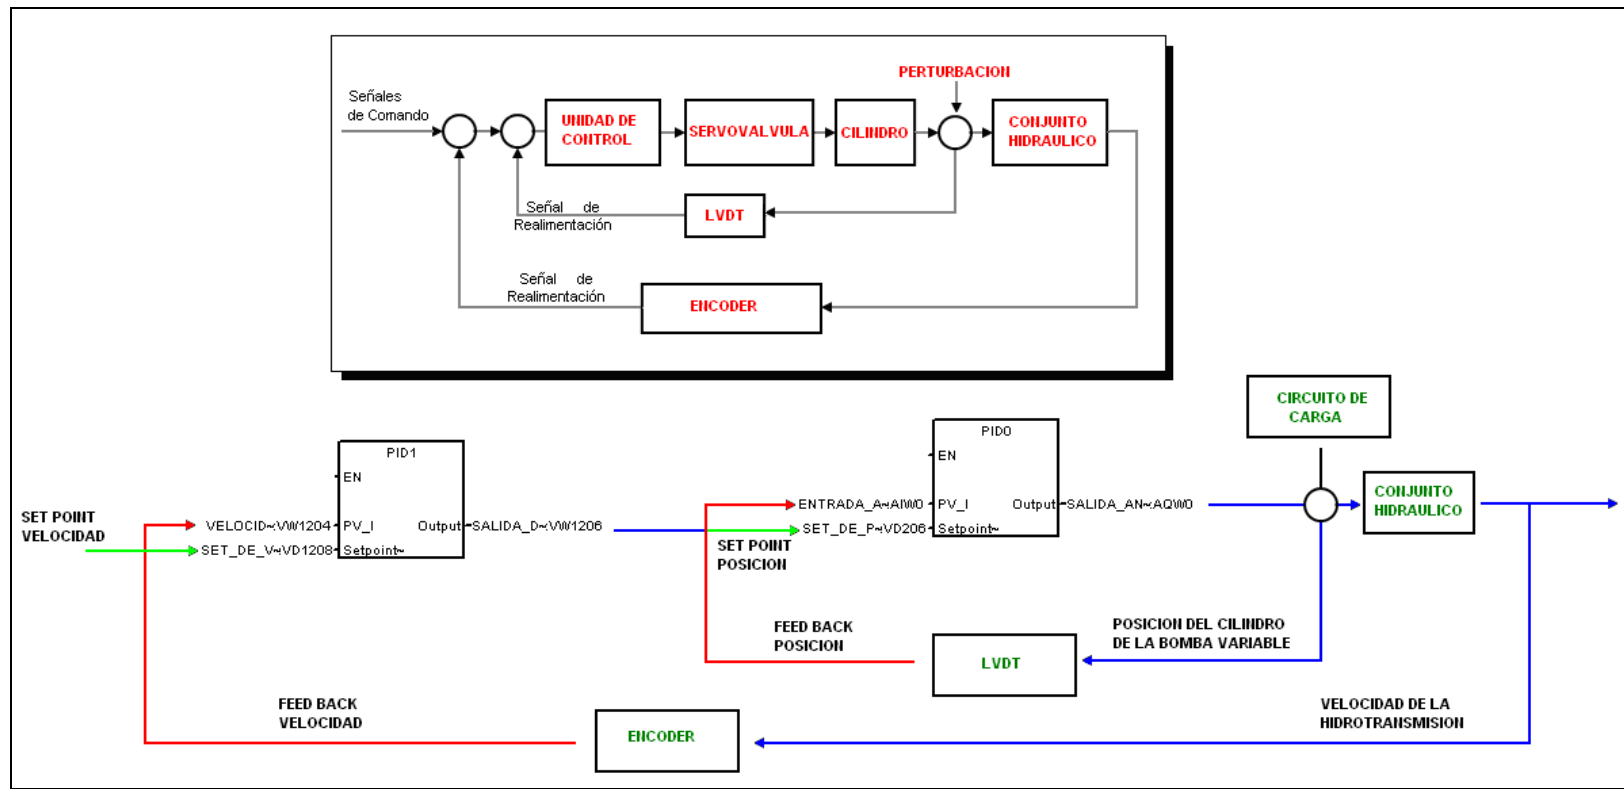 PERTURBACION
Señales
de Comando
UNIDAD DE
CONTROL
SERVOVALVULA
CILINDRO
CONJUNTO
HIDRAULICO
Señal de
Realimentación
LVDT
Señal de
Realimentación
ENCODER
CIRCUITO DE
CARGA
PID1
EN
VELOCID~:VW1204
PV_I
Output
SALIDA_D~:VW1206
SET_DE_V~:VD1208
Setpoint~
SET POINT
VELOCIDAD
PID0
EN
ENTRADA_A~:AIW0
PV_I
Output
SALIDA_AN~:AQW0
SET_DE_P~:VD206
Setpoint~
SET POINT
POSICION
CONJUNTO
HIDRAULICO
FEED BACK
POSICION
LVDT
POSICION DEL CILINDRO
DE LA BOMBA VARIABLE
FEED BACK
VELOCIDAD
ENCODER
VELOCIDAD DE LA
HIDROTRANSMISION